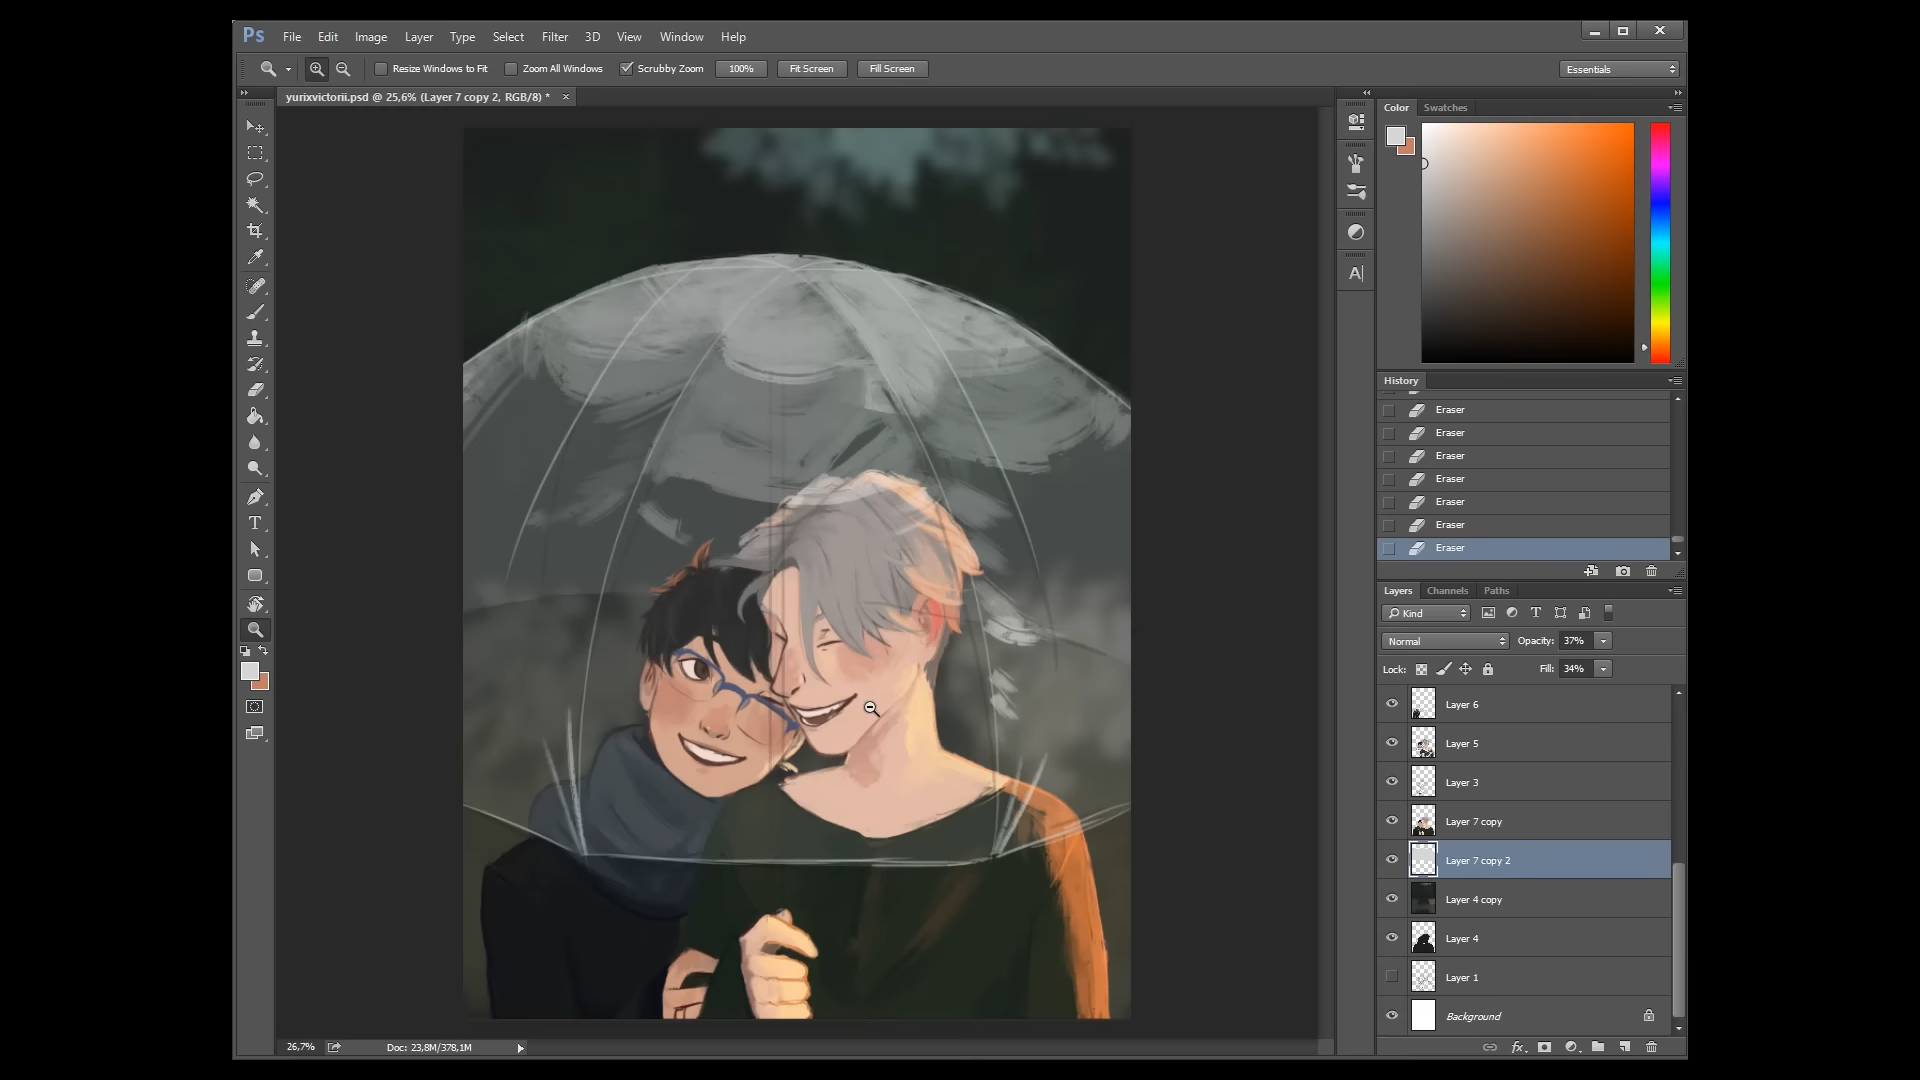 Ps File Edit Image Layer Type Select Filter 3D View Window Help
Resize Windows to Fit Zoom All Windows Scrubby Zoom 100% Fit Screen Fill Screen Essentials
yurixvictorii.psd @ 25,6% (Layer 7 copy 2, RGB/8) *
Color Swatches
History
Eraser
Eraser
Eraser
Eraser
Eraser
Eraser
Eraser
Layers Channels Paths
Kind
Normal Opacity: 37%
Lock: Fill: 34%
Layer 6
Layer 5
Layer 3
Layer 7 copy
Layer 7 copy 2
Layer 4 copy
Layer 4
Layer 1
Background
26,7% Doc: 23,8M/378,1M